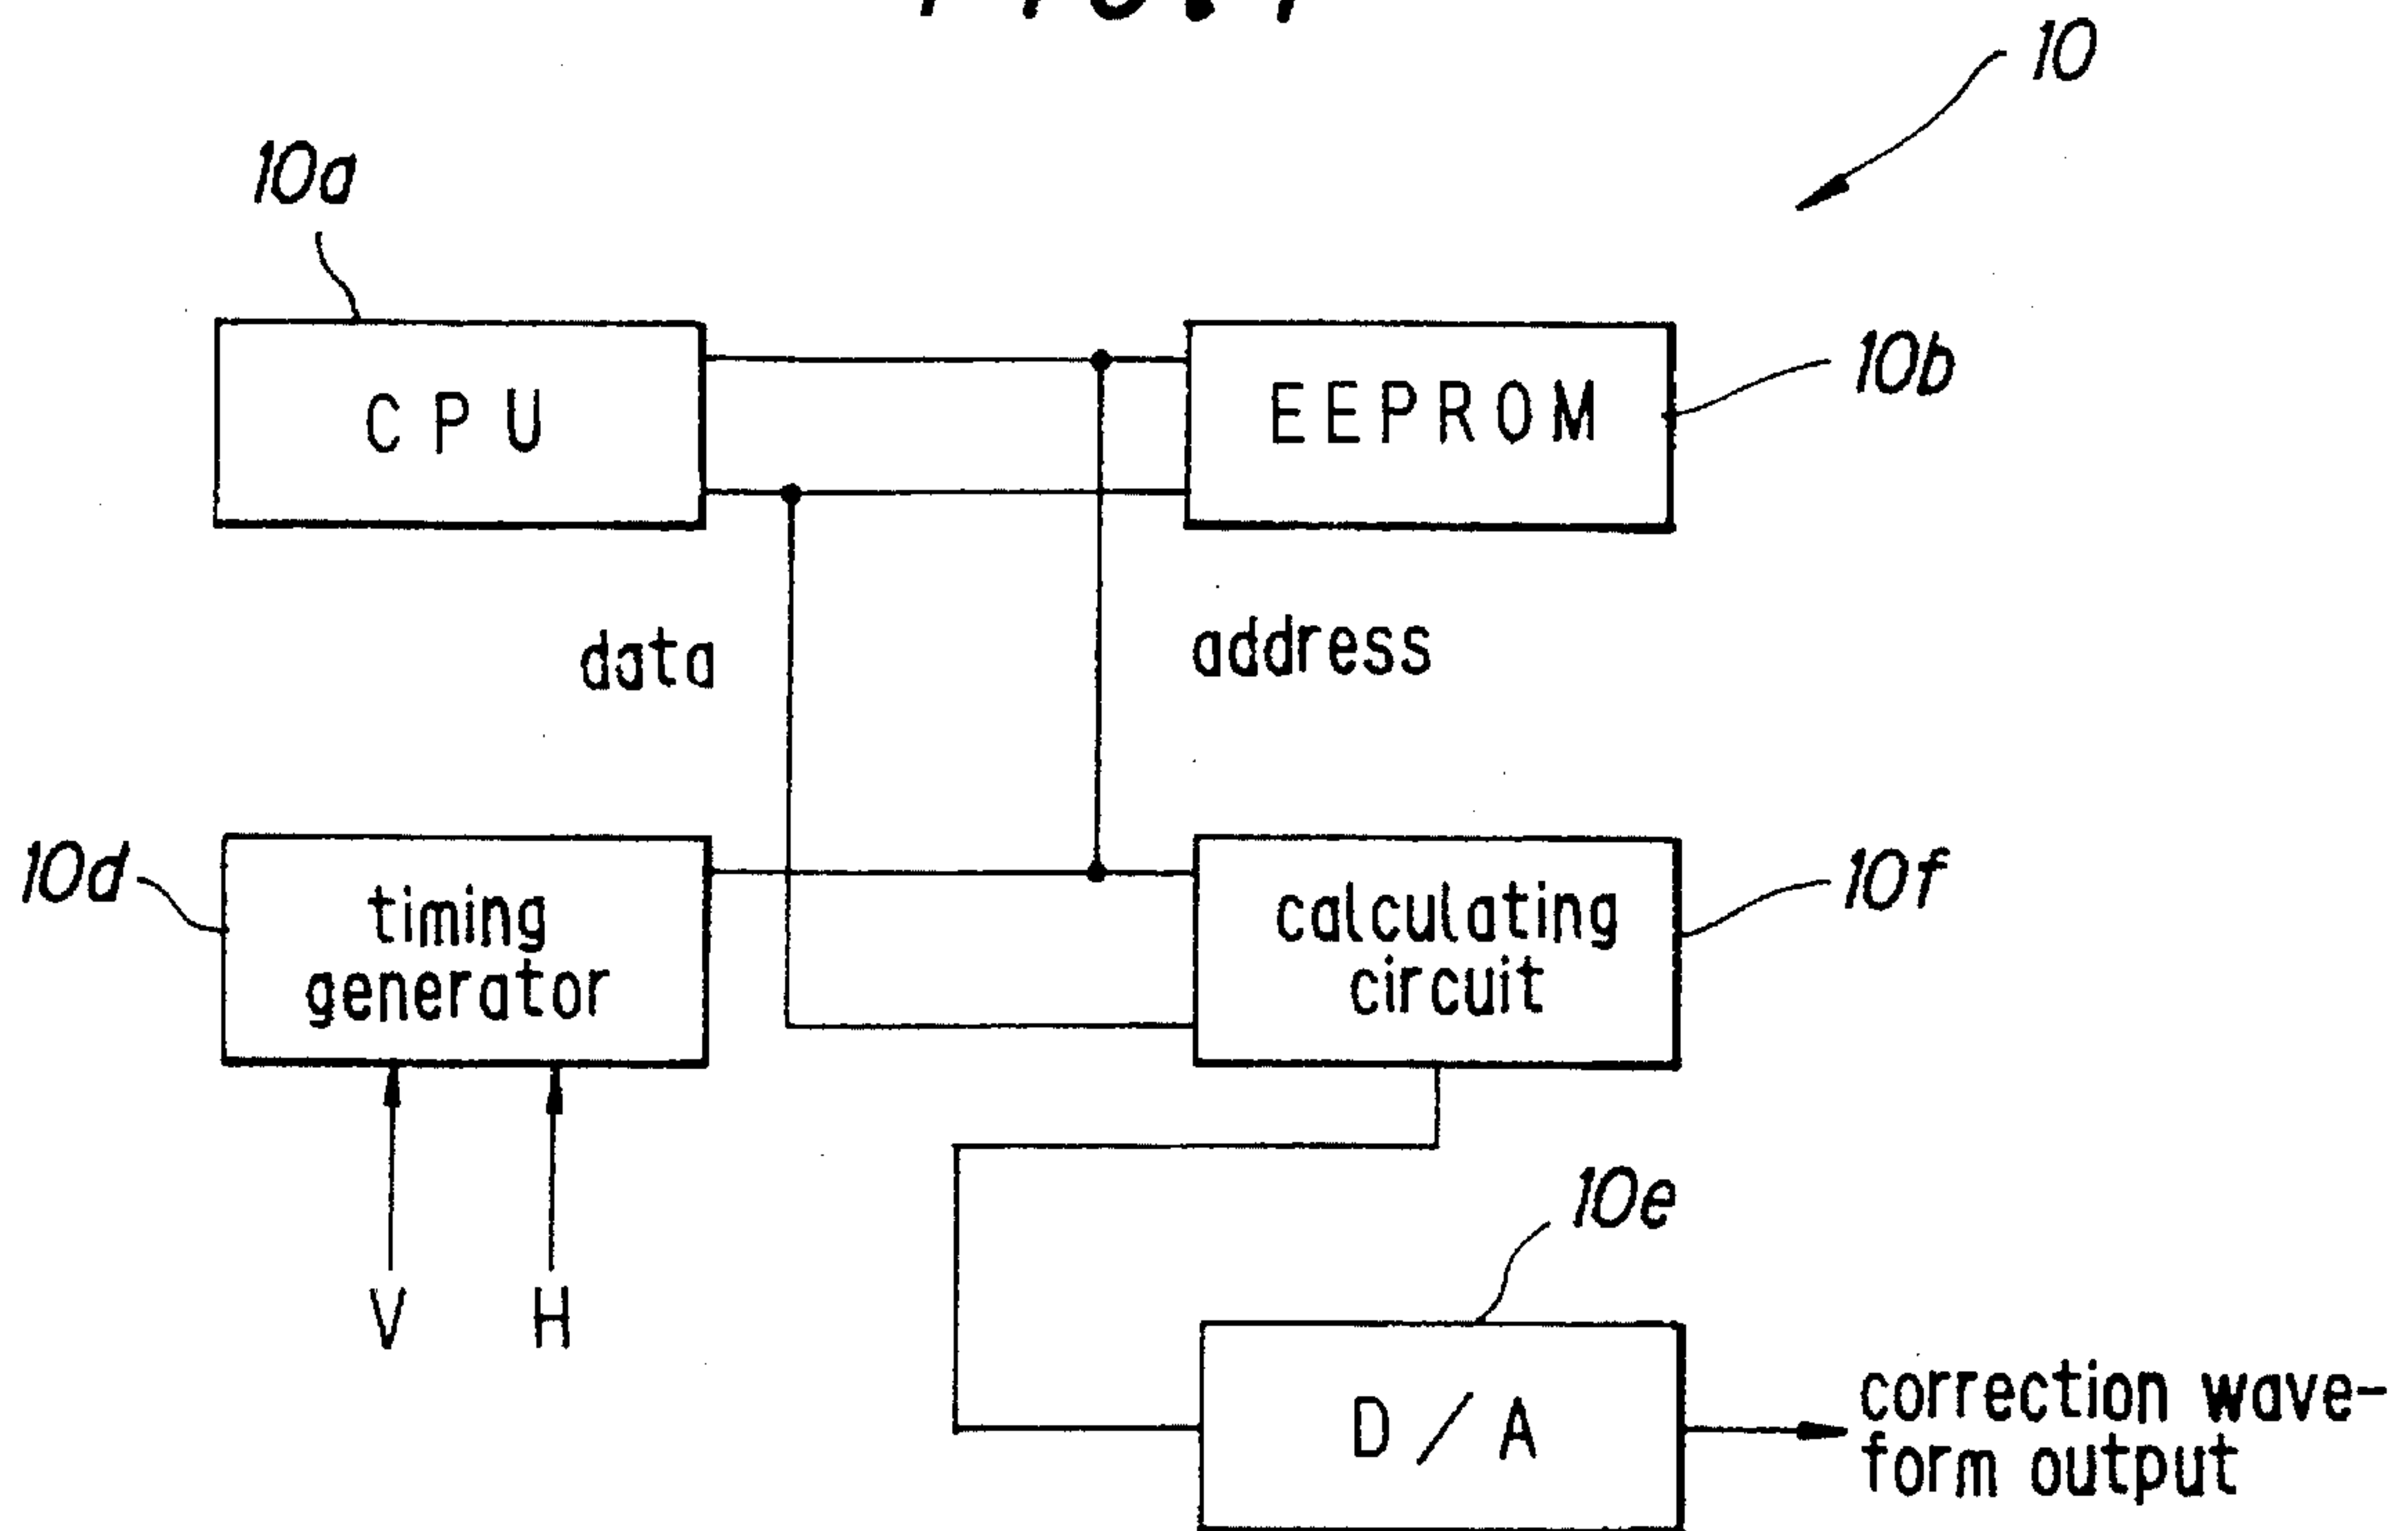 10
10a
CPU
EEPROM
10b
data
address
10d
timing
generator
calculating
circuit
10f
V
H
10e
D/A
correction wave-
form output